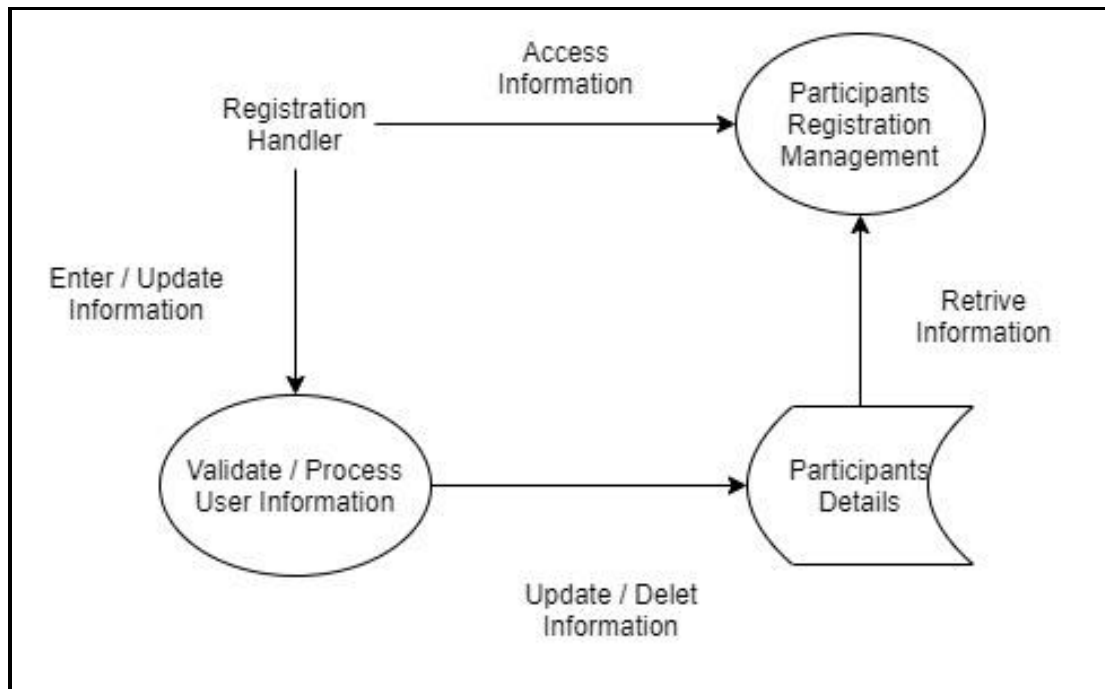 Access
Information
Registration
Handler
Participants
Registration
Management
Enter / Update
Information
Retrive
Information
Validate / Process
User Information
Participants
Details
Update / Delet
Information